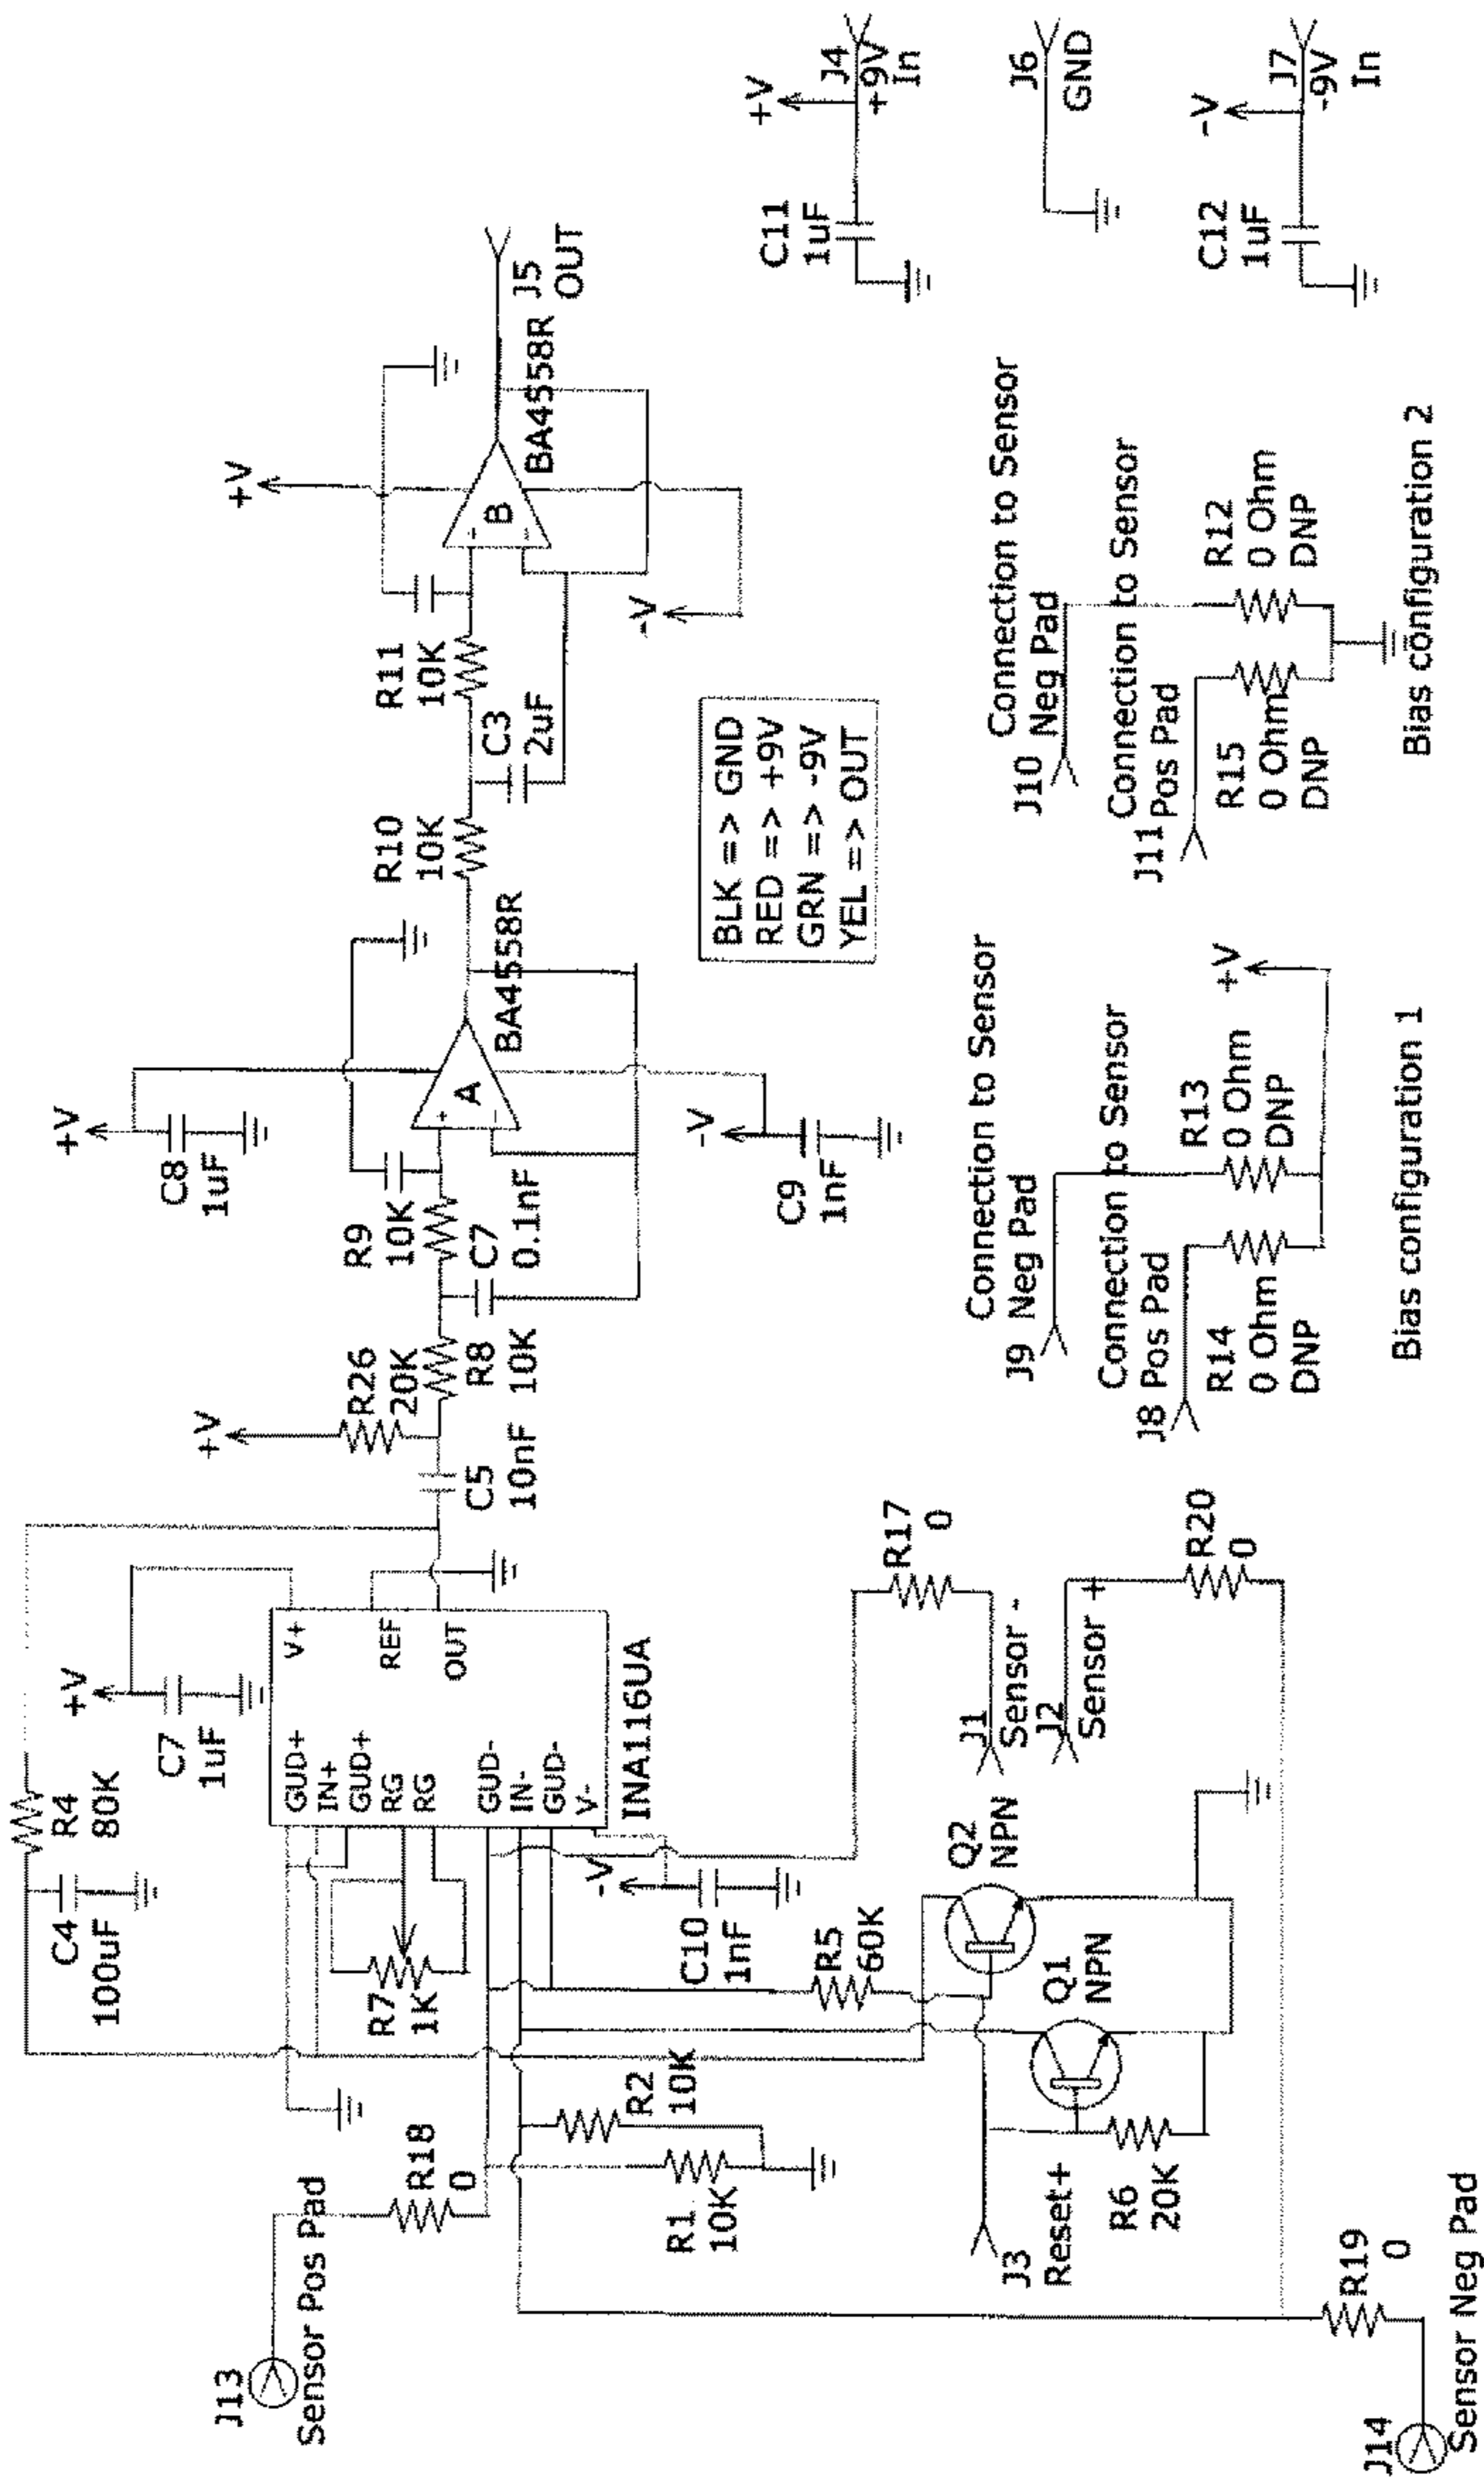 J13
Sensor Pos Pad
R18
0
C4
100uF
R4
80K
R7
1K
+V
C7
1uF
GUD+
IN+
GUD+
RG
RG
GUD-
IN-
GUD-
V-
V+
REF
OUT
INA116UA
R1
10K
R2
10K
-V
C10
1nF
R5
60K
Q2
NPN
Q1
NPN
J3
Reset+
R6
20K
R17
0
J1
Sensor -
J2
Sensor +
R20
0
J14
Sensor Neg Pad
R19
0
+V
R26
20K
C5
10nF
R8
10K
R9
10K
C7
0.1nF
+V
C8
1uF
+
-
A
BA4558R
-V
C9
1nF
R10
10K
C3
2uF
R11
10K
+V
+
-
B
BA4558R
-V
J5
OUT
BLK => GND
RED => +9V
GRN => -9V
YEL => OUT
+V
C11
1uF
J4
+9V
In
J6
GND
-V
C12
1uF
J7
-9V
In
Connection to Sensor
J9 Neg Pad
Connection to Sensor
J8 Pos Pad
R14
0 Ohm
DNP
R13
0 Ohm
DNP
+V
Bias configuration 1
Connection to Sensor
J10 Neg Pad
Connection to Sensor
J11 Pos Pad
R15
0 Ohm
DNP
R12
0 Ohm
DNP
Bias configuration 2